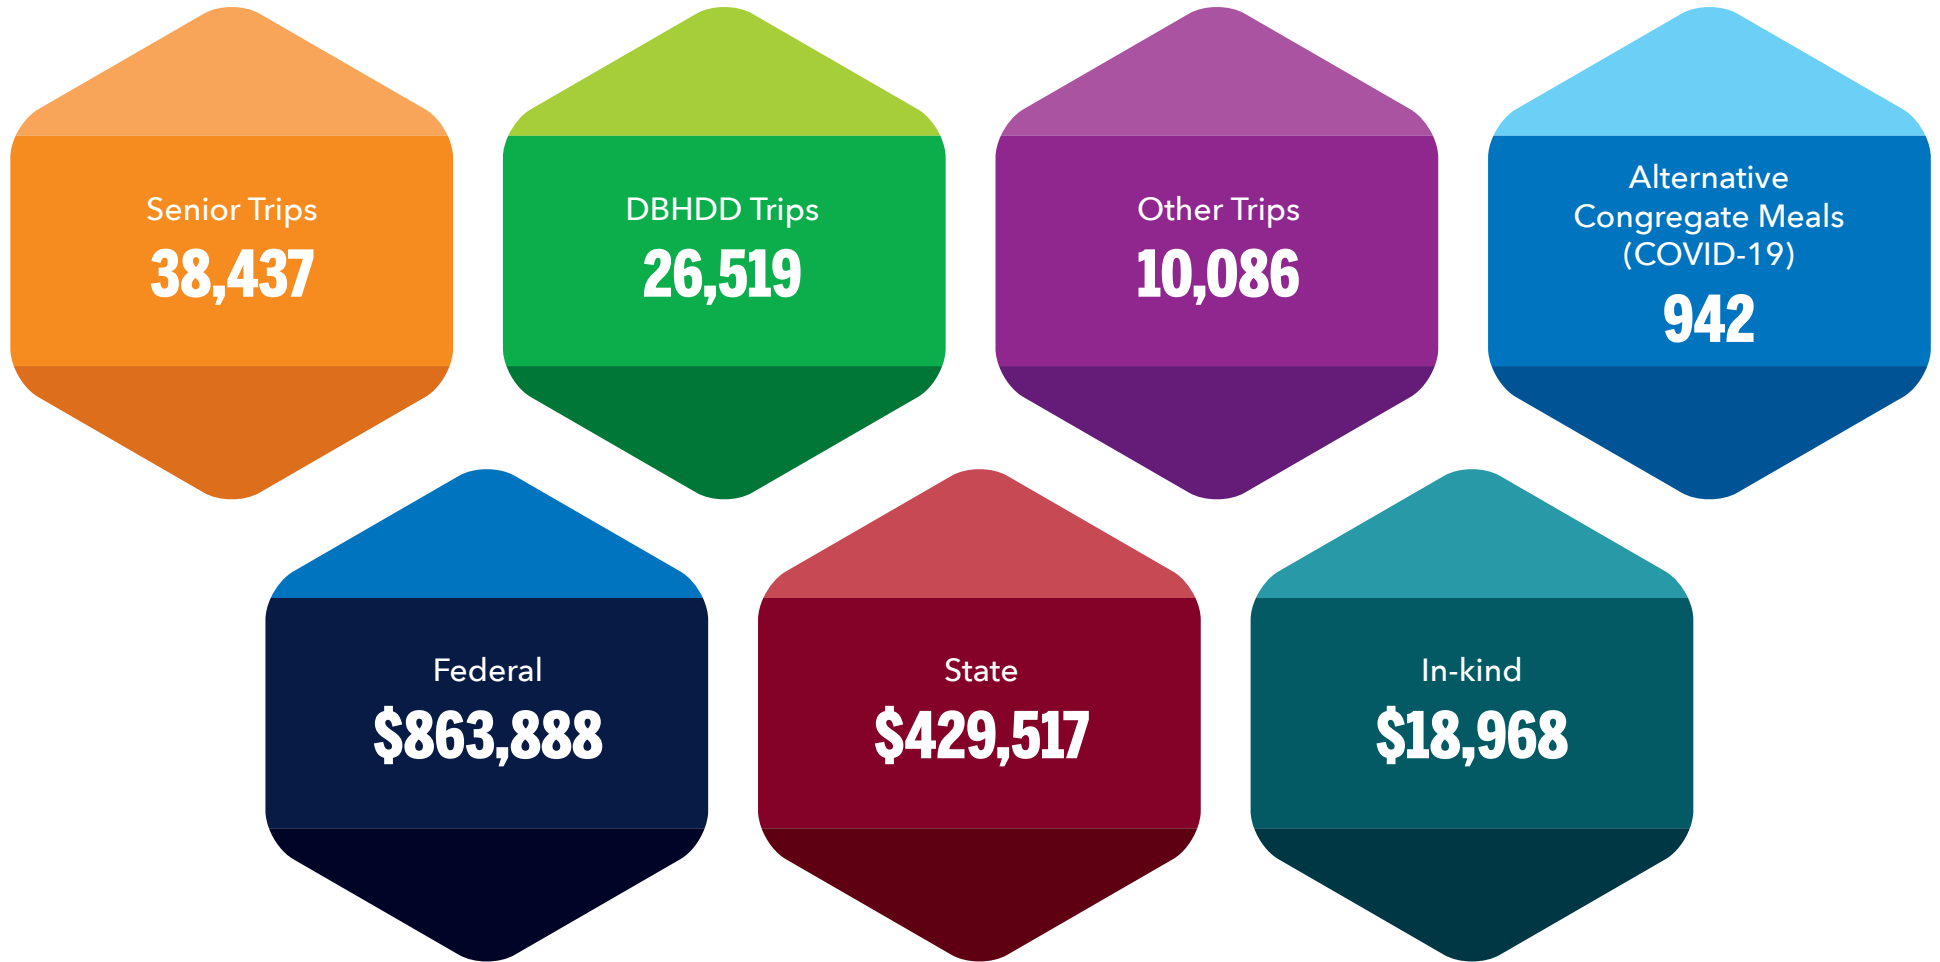 Senior Trips
38,437
DBHDD Trips
26,519
Other Trips
10,086
Alternative
Congregate Meals
(COVID-19)
942
Federal
$863,888
State
$429,517
In-kind
$18,968